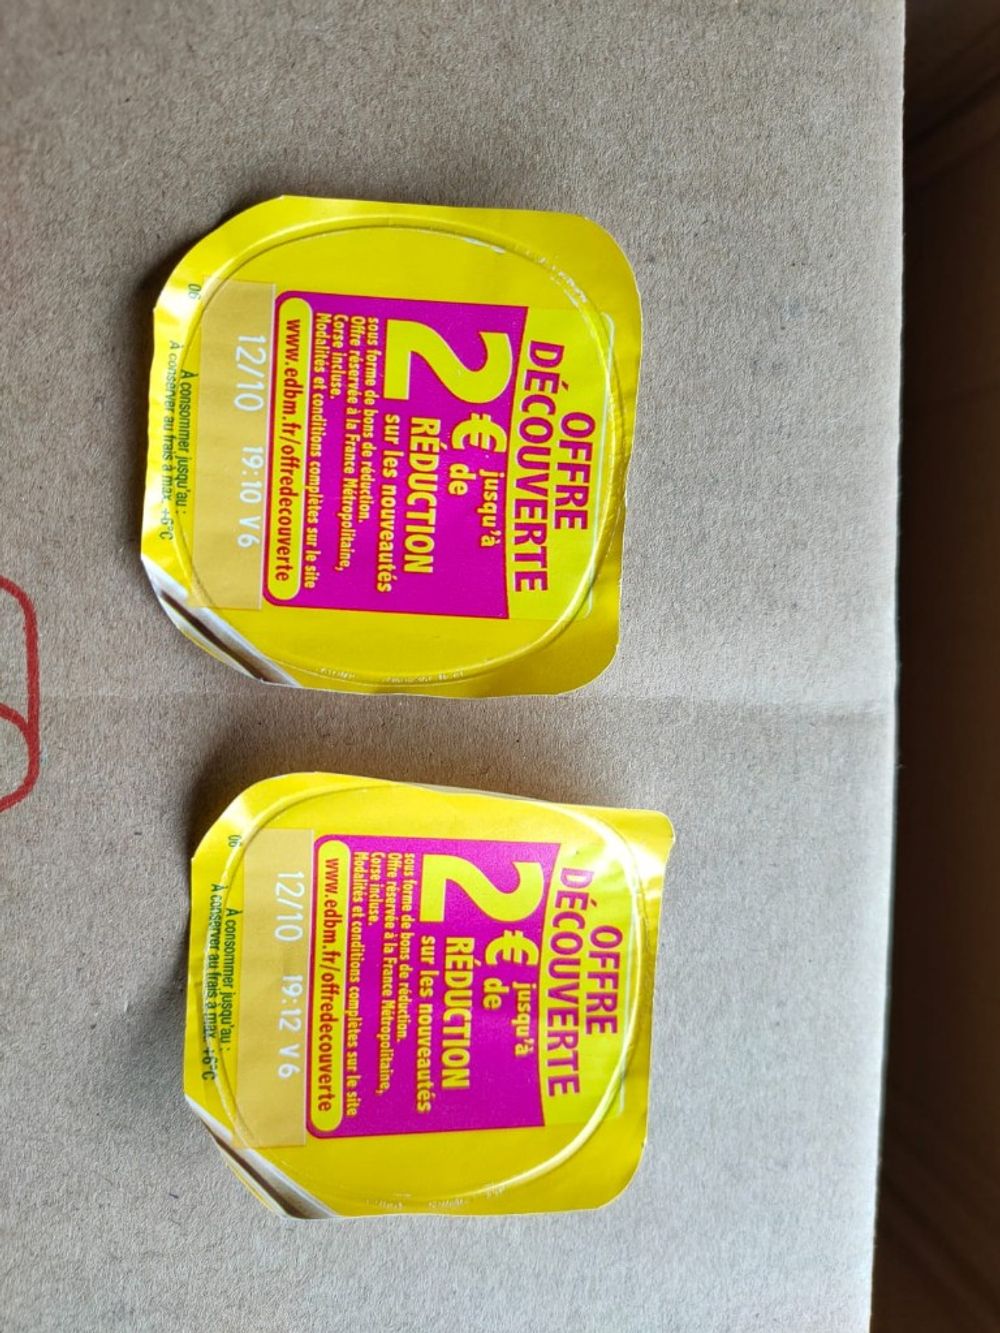 OFFRE
DÉCOUVERTE
2€ jusqu'à
de
RÉDUCTION
sur les nouveautés
sous forme de bons de réduction.
Offre réservée à la France Métropolitaine,
Corse incluse.
Modalités et conditions complètes sur le site
www.edbm.fr/offredecouverte
12/10 19:10 V6
06 À consommer jusqu'au :
À conserver au frais à max. +6°C
OFFRE
DÉCOUVERTE
2€ jusqu'à
de
RÉDUCTION
sur les nouveautés
sous forme de bons de réduction.
Offre réservée à la France Métropolitaine,
Corse incluse.
Modalités et conditions complètes sur le site
www.edbm.fr/offredecouverte
12/10 19:12 V6
06 À consommer jusqu'au :
À conserver au frais à max. +6°C